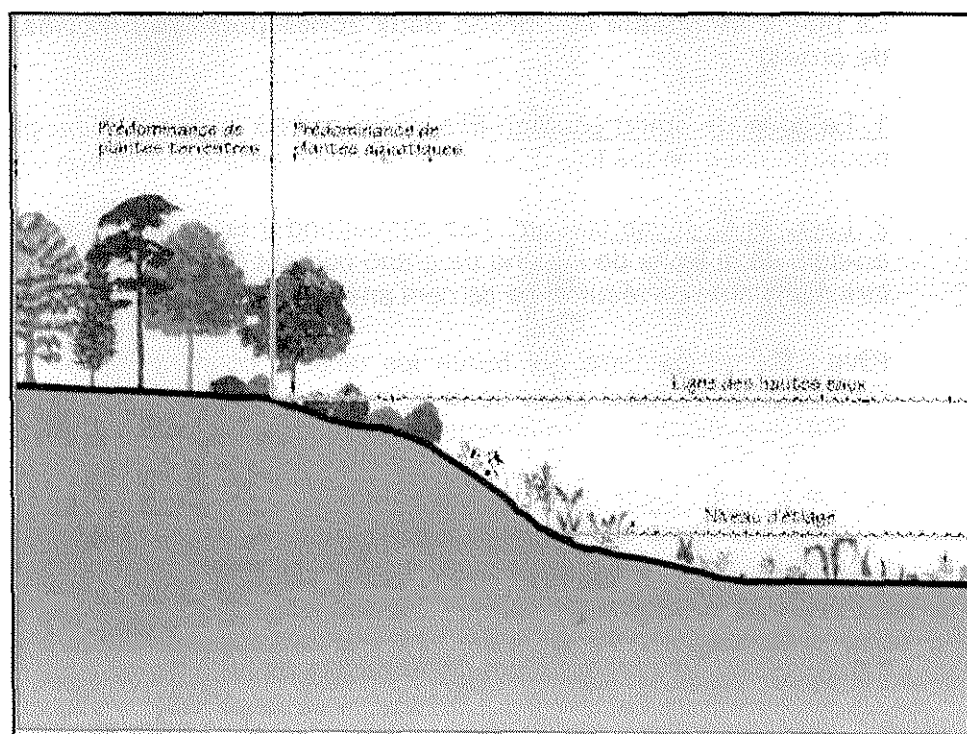 Prédominance de
plantes terrestres
Prédominance de
plantes aquatiques
Ligne des hautes eaux
Niveau d'étiage